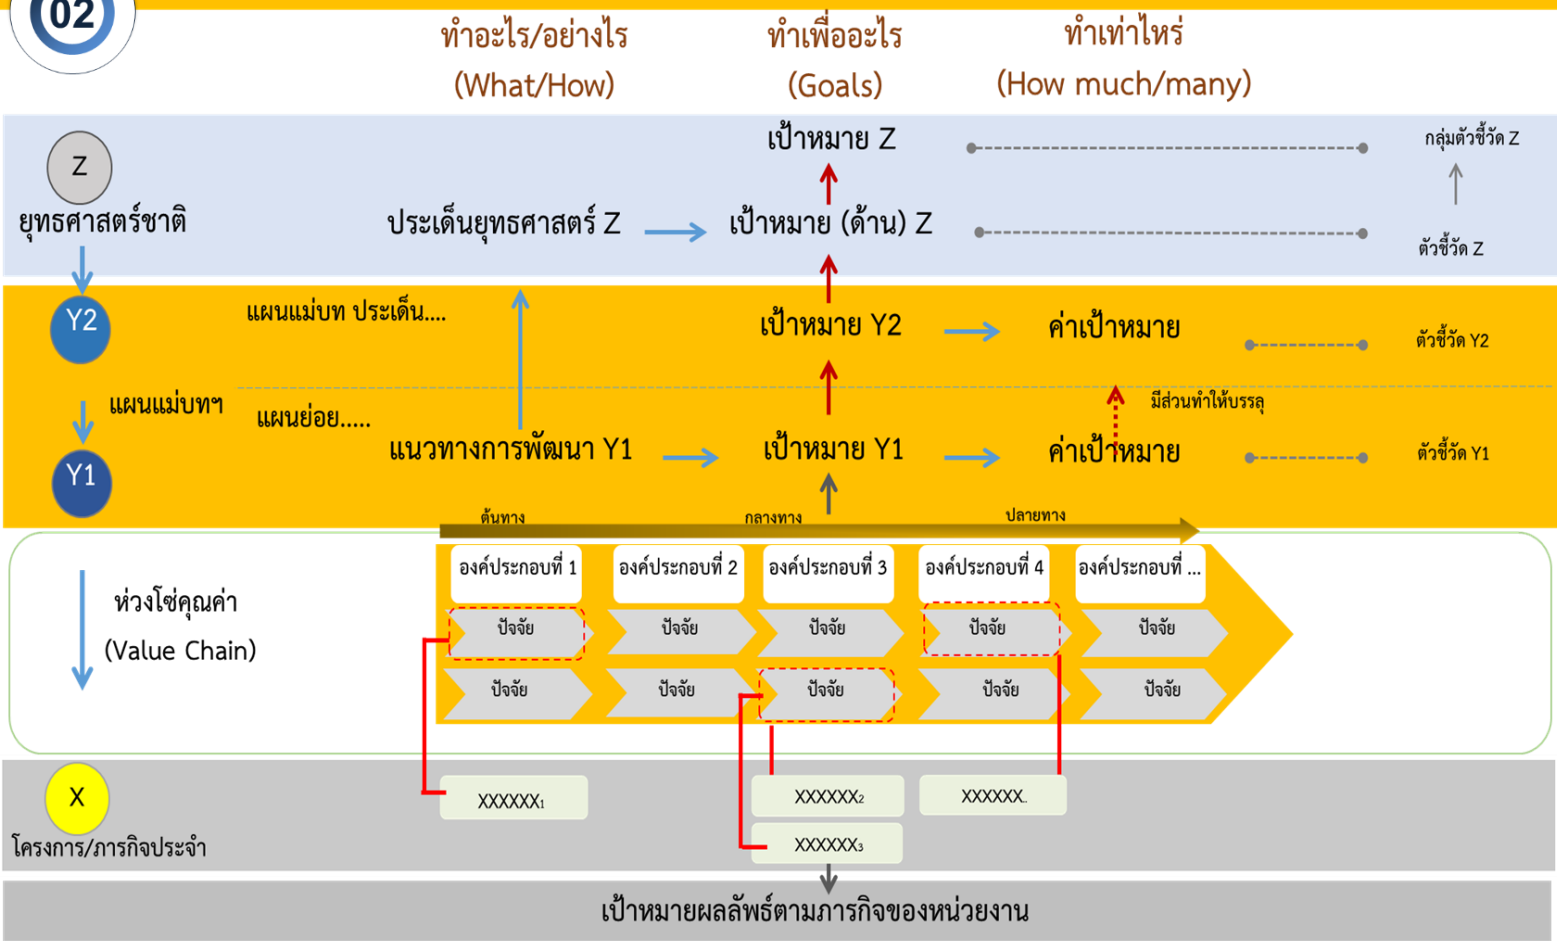 02
ทำอะไร/อย่างไร
(What/How)
ทำเพื่ออะไร
(Goals)
ทำเท่าไหร่
(How much/many)
Z
ยุทธศาสตร์ชาติ
ประเด็นยุทธศาสตร์ Z
เป้าหมาย Z
เป้าหมาย (ด้าน) Z
กลุ่มตัวชี้วัด Z
ตัวชี้วัด Z
Y2
แผนแม่บท ประเด็น....
เป้าหมาย Y2
ค่าเป้าหมาย
ตัวชี้วัด Y2
แผนแม่บทฯ
แผนย่อย.....
มีส่วนทำให้บรรลุ
Y1
แนวทางการพัฒนา Y1
เป้าหมาย Y1
ค่าเป้าหมาย
ตัวชี้วัด Y1
ต้นทาง
กลางทาง
ปลายทาง
ห่วงโซ่คุณค่า
(Value Chain)
องค์ประกอบที่ 1
องค์ประกอบที่ 2
องค์ประกอบที่ 3
องค์ประกอบที่ 4
องค์ประกอบที่ ...
ปัจจัย
ปัจจัย
ปัจจัย
ปัจจัย
ปัจจัย
ปัจจัย
ปัจจัย
ปัจจัย
ปัจจัย
ปัจจัย
X
โครงการ/ภารกิจประจำ
XXXXXX1
XXXXXX2
XXXXXX..
XXXXXX3
เป้าหมายผลลัพธ์ตามภารกิจของหน่วยงาน